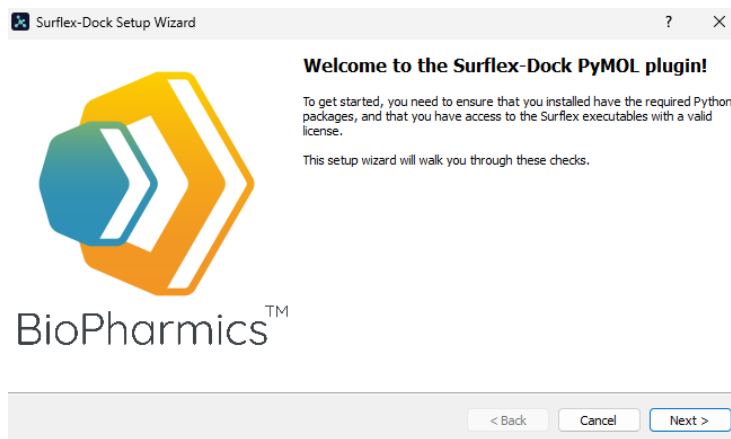 Surflex-Dock Setup Wizard
? ×
Welcome to the Surflex-Dock PyMOL plugin!
To get started, you need to ensure that you installed have the required Python
packages, and that you have access to the Surflex executables with a valid
license.
This setup wizard will walk you through these checks.
BioPharmics™
< Back Cancel Next >